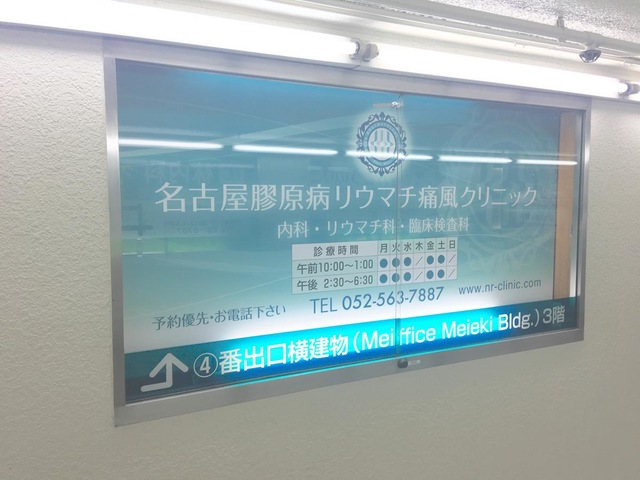 名古屋膠原病リウマチ痛風クリニック
内科・リウマチ科・臨床検査科
診療時間 月 火 水 木 金 土 日
午前10:00〜1:00 ● ● ● ／ ● ● ／
午後 2:30〜6:30 ● ● ● ／ ● ● ／
予約優先・お電話下さい TEL 052-563-7887 www.nr-clinic.com
④番出口横建物(Mei ffice Meieki Bldg.)3階